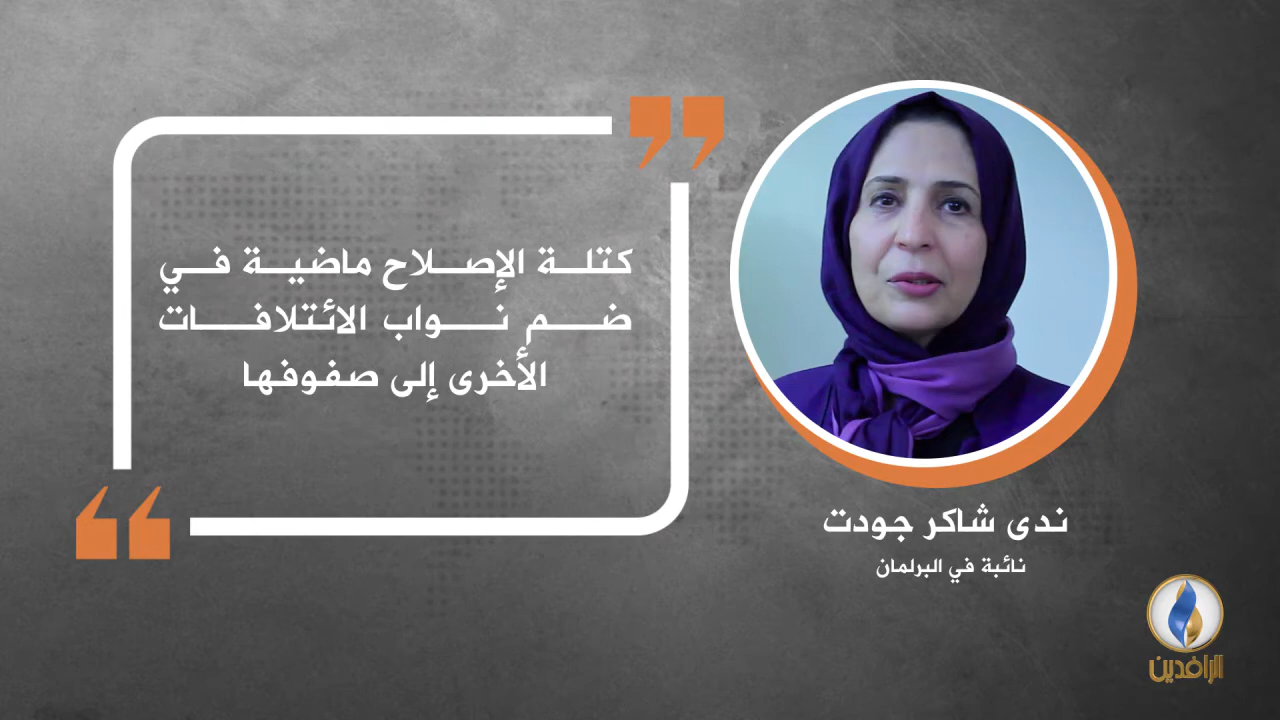 كتلة الإصلاح ماضية في
ضم نواب الائتلافات
الأخرى إلى صفوفها
ندى شاكر جودت
نائبة في البرلمان
الرافدين